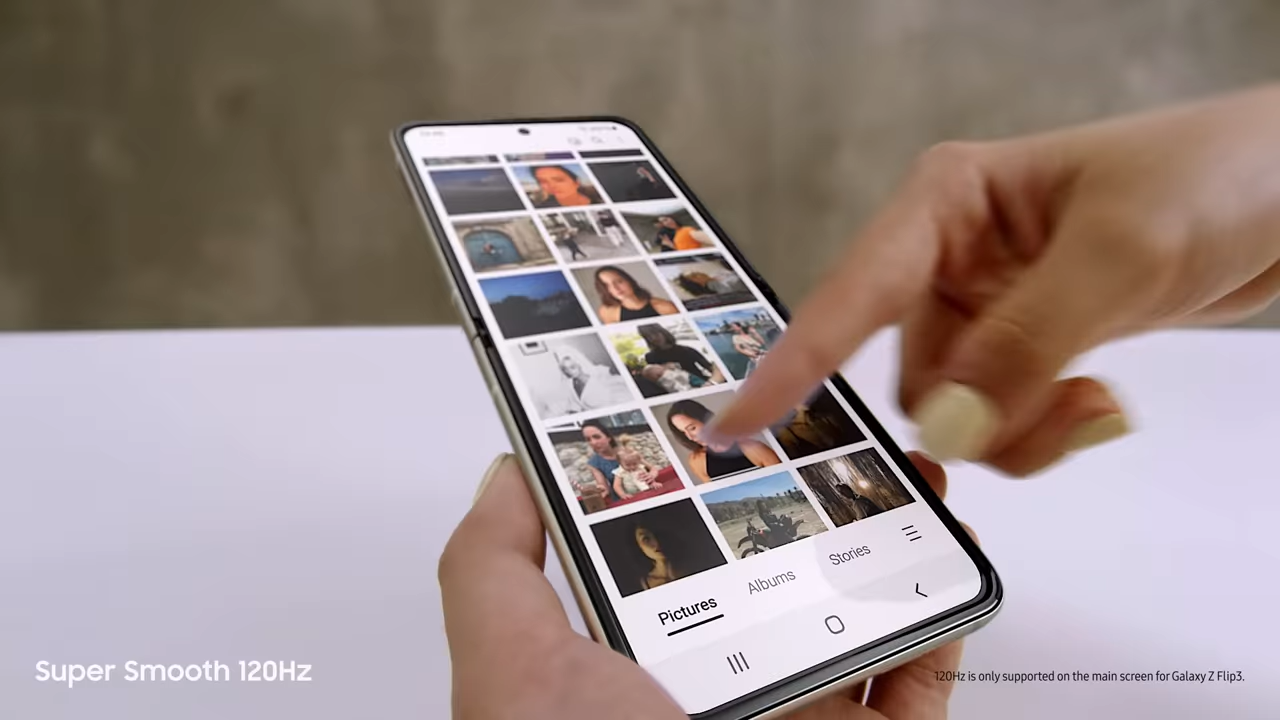 Pictures
Albums
Stories
Super Smooth 120Hz
120Hz is only supported on the main screen for Galaxy Z Flip3.